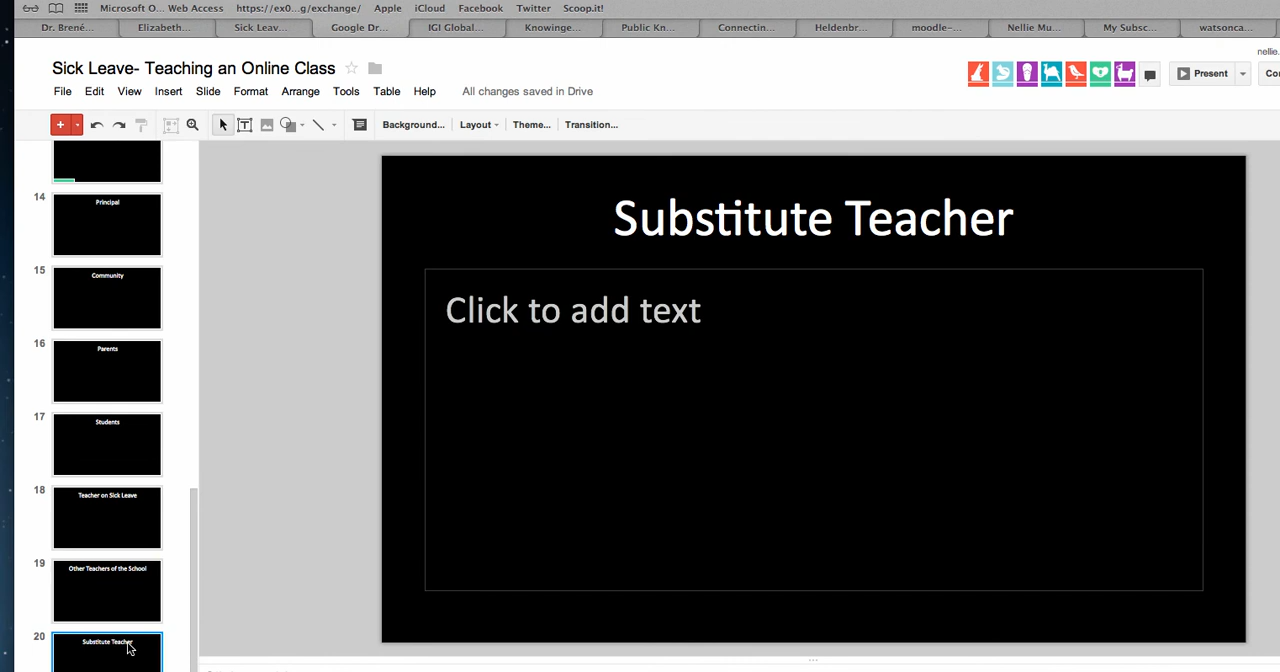 Microsoft O... Web Access https://ex0...g/exchange/ Apple iCloud Facebook Twitter Scoop.it!
Dr. Brené... Elizabeth... Sick Leav... Google Dr... IGI Global... Knowinge... Public Kn... Connectin... Heldenbr... moodle-... Nellie Mu... My Subsc... watsonca...
nellie.
Sick Leave- Teaching an Online Class
Present
Co
File Edit View Insert Slide Format Arrange Tools Table Help All changes saved in Drive
Background... Layout Theme... Transition...
14
Principal
15
Community
16
Parents
17
Students
18
Teacher on Sick Leave
19
Other Teachers of the School
20
Substitute Teacher
Substitute Teacher
Click to add text